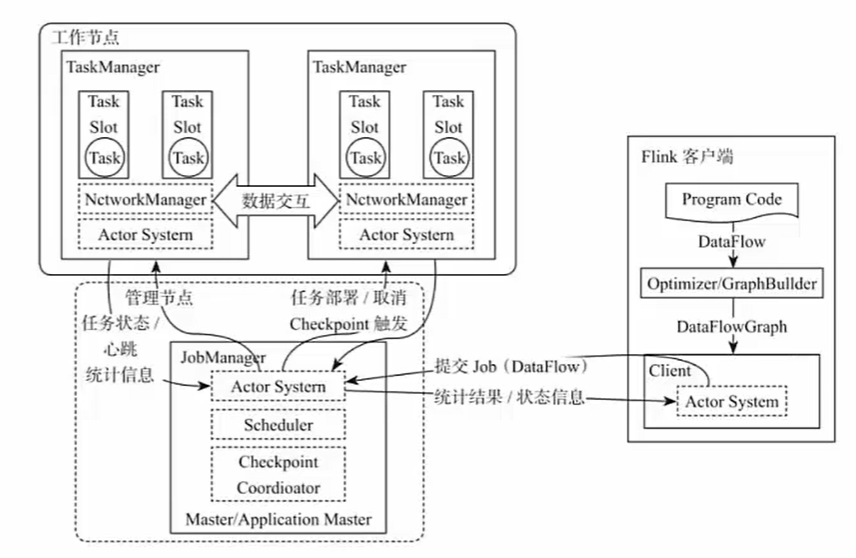 工作节点
TaskManager
Task
Slot
Task
Task
Slot
Task
NctworkManager
Actor Systern
TaskManager
Task
Slot
Task
Task
Slot
Task
NctworkManager
Actor Systern
数据交互
管理节点
任务状态 /
心跳
统计信息
任务部署 / 取消
Checkpoint 触发
JobManager
Actor Systern
Scheduler
Checkpoint
Coordioator
Master/Application Master
提交 Job（DataFlow）
统计结果 / 状态信息
Flink 客户端
Program Code
DataFlow
Optimizer/GraphBullder
DataFlowGraph
Client
Actor System